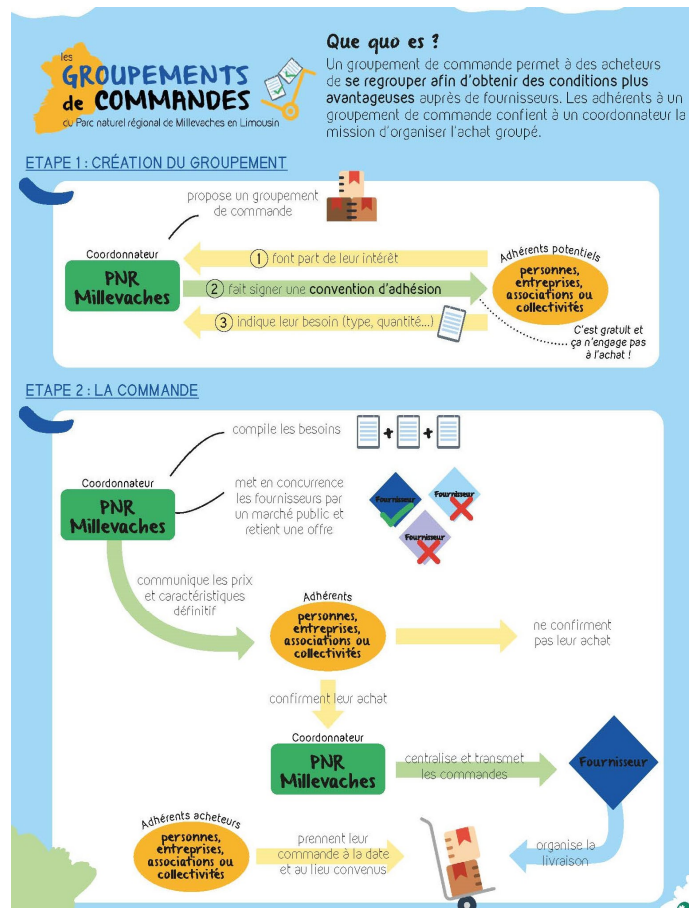 les
GROUPEMENTS
de COMMANDES
du Parc naturel régional de Millevaches en Limousin
Que quo es ?
Un groupement de commande permet à des acheteurs
de se regrouper afin d'obtenir des conditions plus
avantageuses auprès de fournisseurs. Les adhérents à un
groupement de commande confient à un coordonnateur la
mission d'organiser l'achat groupé.
ETAPE 1 : CRÉATION DU GROUPEMENT
propose un groupement
de commande
Coordonnateur
PNR
Millevaches
1 font part de leur intérêt
2 fait signer une convention d'adhésion
3 indique leur besoin (type, quantité...)
Adhérents potentiels
personnes,
entreprises,
associations ou
collectivités
C'est gratuit et
ça n'engage pas
à l'achat !
ETAPE 2 : LA COMMANDE
compile les besoins
Coordonnateur
PNR
Millevaches
met en concurrence
les fournisseurs par
un marché public et
retient une offre
Fournisseur
Fournisseur
Fournisseur
communique les prix
et caractéristiques
définitif
Adhérents
personnes,
entreprises,
associations ou
collectivités
ne confirment
pas leur achat
confirment leur achat
Coordonnateur
PNR
Millevaches
centralise et transmet
les commandes
Fournisseur
Adhérents acheteurs
personnes,
entreprises,
associations ou
collectivités
prennent leur
commande à la date
et au lieu convenus
organise la
livraison